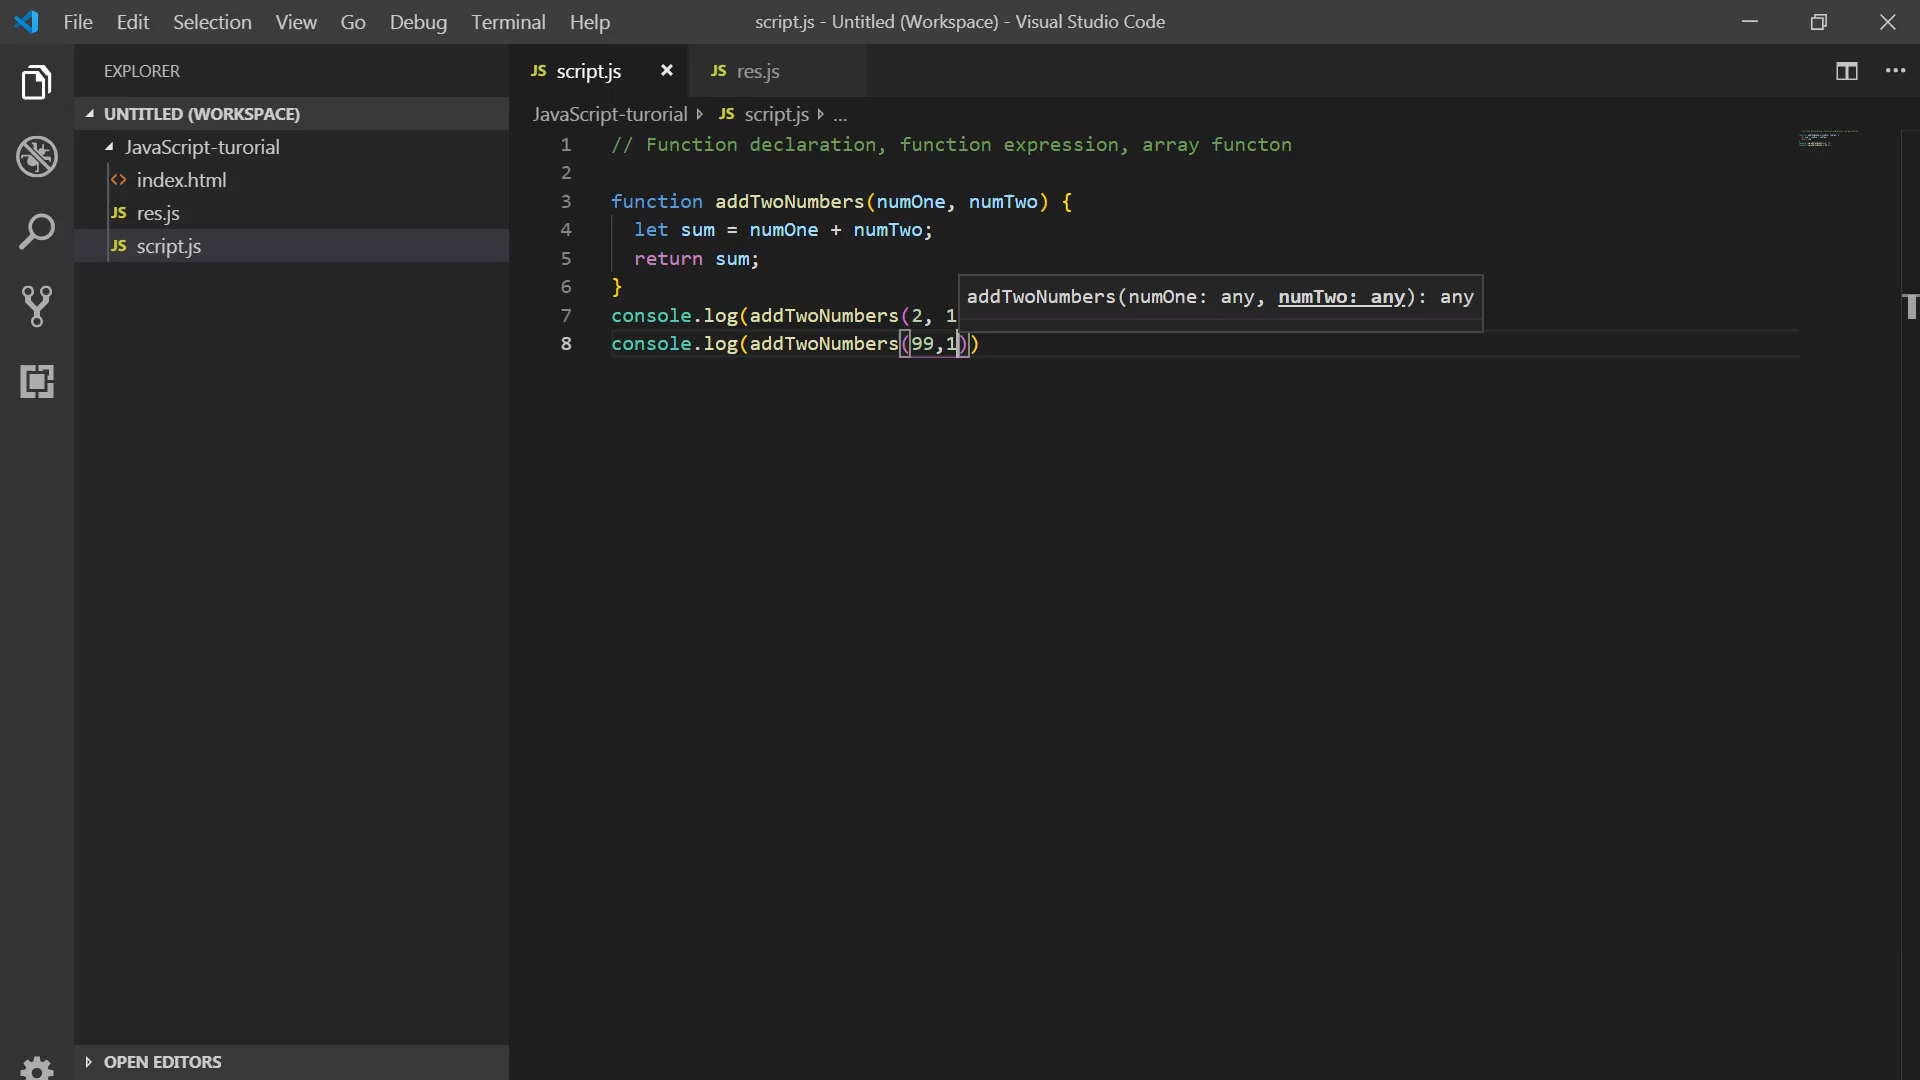 File Edit Selection View Go Debug Terminal Help script.js - Untitled (Workspace) - Visual Studio Code
EXPLORER
UNTITLED (WORKSPACE)
JavaScript-turorial
index.html
JS res.js
JS script.js
OPEN EDITORS
JS script.js JS res.js
JavaScript-turorial JS script.js ...
1 // Function declaration, function expression, array functon
2
3 function addTwoNumbers(numOne, numTwo) {
4 let sum = numOne + numTwo;
5 return sum;
6 }
addTwoNumbers(numOne: any, numTwo: any): any
7 console.log(addTwoNumbers(2, 1
8 console.log(addTwoNumbers(99,1))